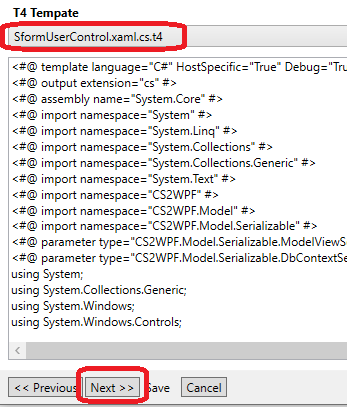 T4 Tempate
SformUserControl.xaml.cs.t4
<#@ template language="C#" HostSpecific="True" Debug="Tru
<#@ output extension="cs" #>
<#@ assembly name="System.Core" #>
<#@ import namespace="System" #>
<#@ import namespace="System.Linq" #>
<#@ import namespace="System.Collections" #>
<#@ import namespace="System.Collections.Generic" #>
<#@ import namespace="System.Text" #>
<#@ import namespace="CS2WPF" #>
<#@ import namespace="CS2WPF.Model" #>
<#@ import namespace="CS2WPF.Model.Serializable" #>
<#@ parameter type="CS2WPF.Model.Serializable.ModelViewS
<#@ parameter type="CS2WPF.Model.Serializable.DbContextSe
using System;
using System.Collections.Generic;
using System.Windows;
using System.Windows.Controls;
<< Previous Next >> Save Cancel